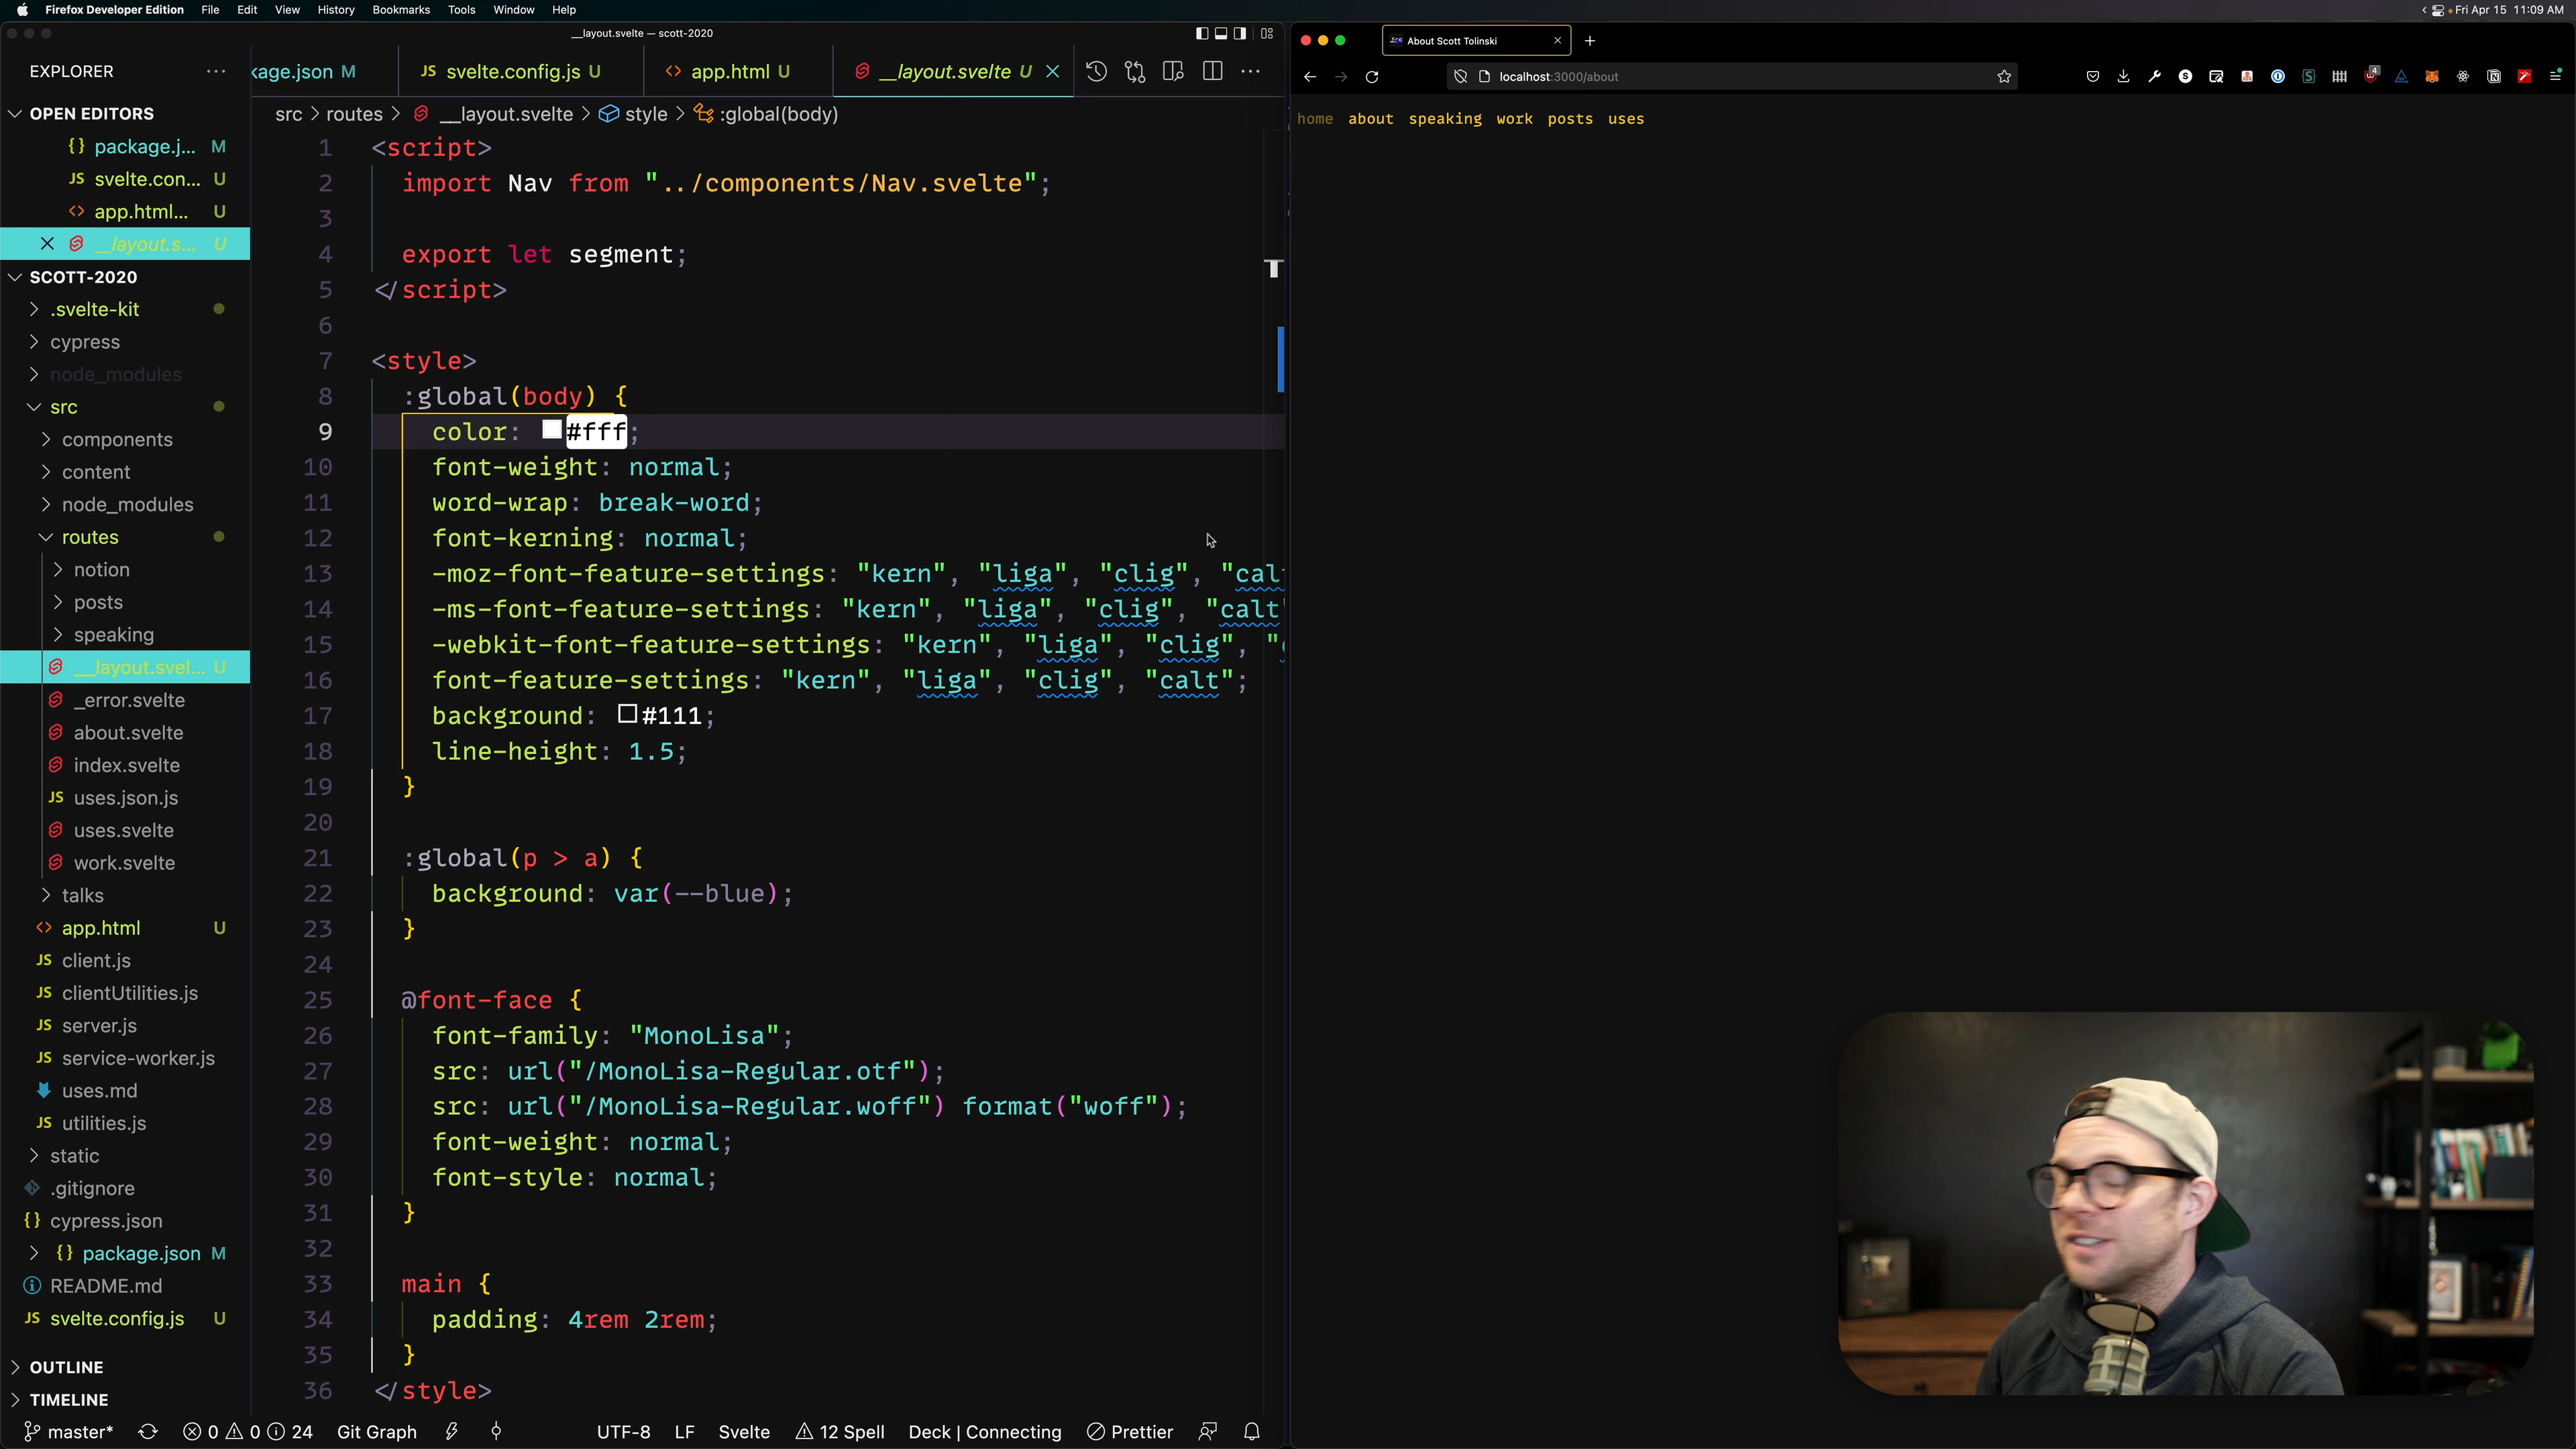 Firefox Developer Edition File Edit View History Bookmarks Tools Window Help
Fri Apr 15 11:09 AM
__layout.svelte — scott-2020
EXPLORER
kage.json M
svelte.config.js U
app.html U
__layout.svelte U
OPEN EDITORS
package.j... M
svelte.con... U
app.html... U
__layout.s... U
SCOTT-2020
.svelte-kit
cypress
node_modules
src
components
content
node_modules
routes
notion
posts
speaking
__layout.svel... U
_error.svelte
about.svelte
index.svelte
JS uses.json.js
uses.svelte
work.svelte
talks
app.html U
JS client.js
JS clientUtilities.js
JS server.js
JS service-worker.js
uses.md
JS utilities.js
static
.gitignore
{} cypress.json
{} package.json M
README.md
JS svelte.config.js U
OUTLINE
TIMELINE
src > routes > __layout.svelte > style > :global(body)
1 <script>
2 import Nav from "../components/Nav.svelte";
3
4 export let segment;
5 </script>
6
7 <style>
8 :global(body) {
9 color: #fff;
10 font-weight: normal;
11 word-wrap: break-word;
12 font-kerning: normal;
13 -moz-font-feature-settings: "kern", "liga", "clig", "calt
14 -ms-font-feature-settings: "kern", "liga", "clig", "calt"
15 -webkit-font-feature-settings: "kern", "liga", "clig", "c
16 font-feature-settings: "kern", "liga", "clig", "calt";
17 background: #111;
18 line-height: 1.5;
19 }
20
21 :global(p > a) {
22 background: var(--blue);
23 }
24
25 @font-face {
26 font-family: "MonoLisa";
27 src: url("/MonoLisa-Regular.otf");
28 src: url("/MonoLisa-Regular.woff") format("woff");
29 font-weight: normal;
30 font-style: normal;
31 }
32
33 main {
34 padding: 4rem 2rem;
35 }
36 </style>
master* 0 0 24 Git Graph UTF-8 LF Svelte 12 Spell Deck | Connecting Prettier
About Scott Tolinski
localhost:3000/about
4
home about speaking work posts uses